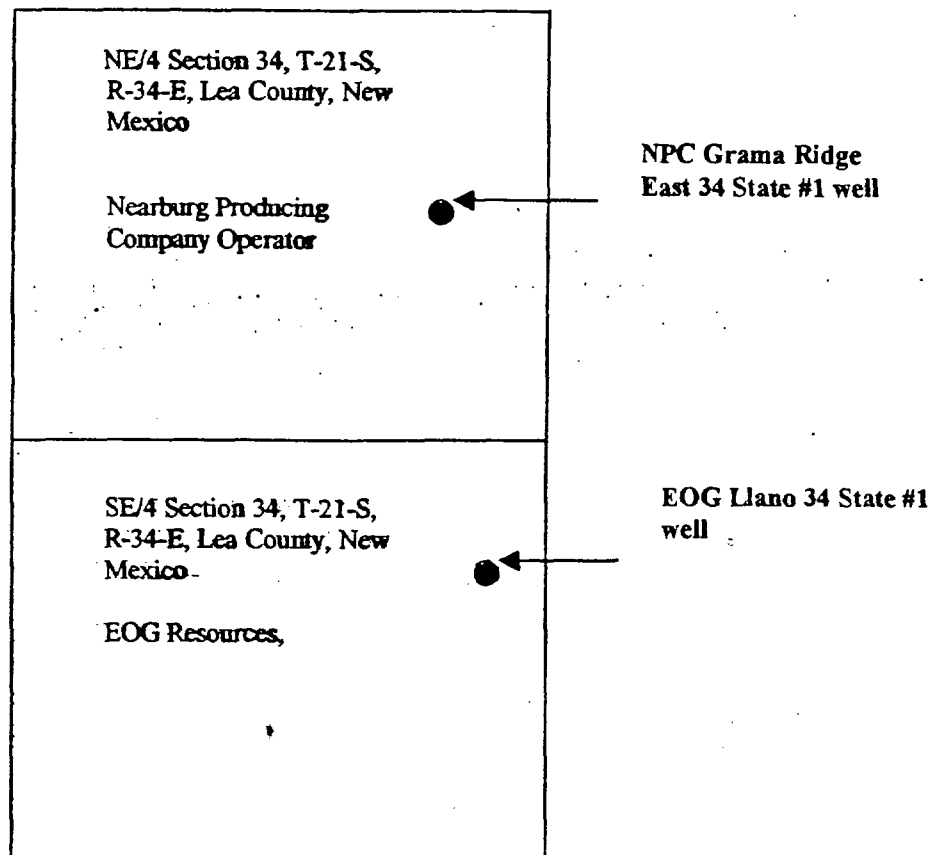 NE/4 Section 34, T-21-S,
R-34-E, Lea County, New
Mexico
Nearburg Producing
Company Operator
NPC Grama Ridge
East 34 State #1 well
SE/4 Section 34, T-21-S,
R-34-E, Lea County, New
Mexico
EOG Resources,
EOG Llano 34 State #1
well